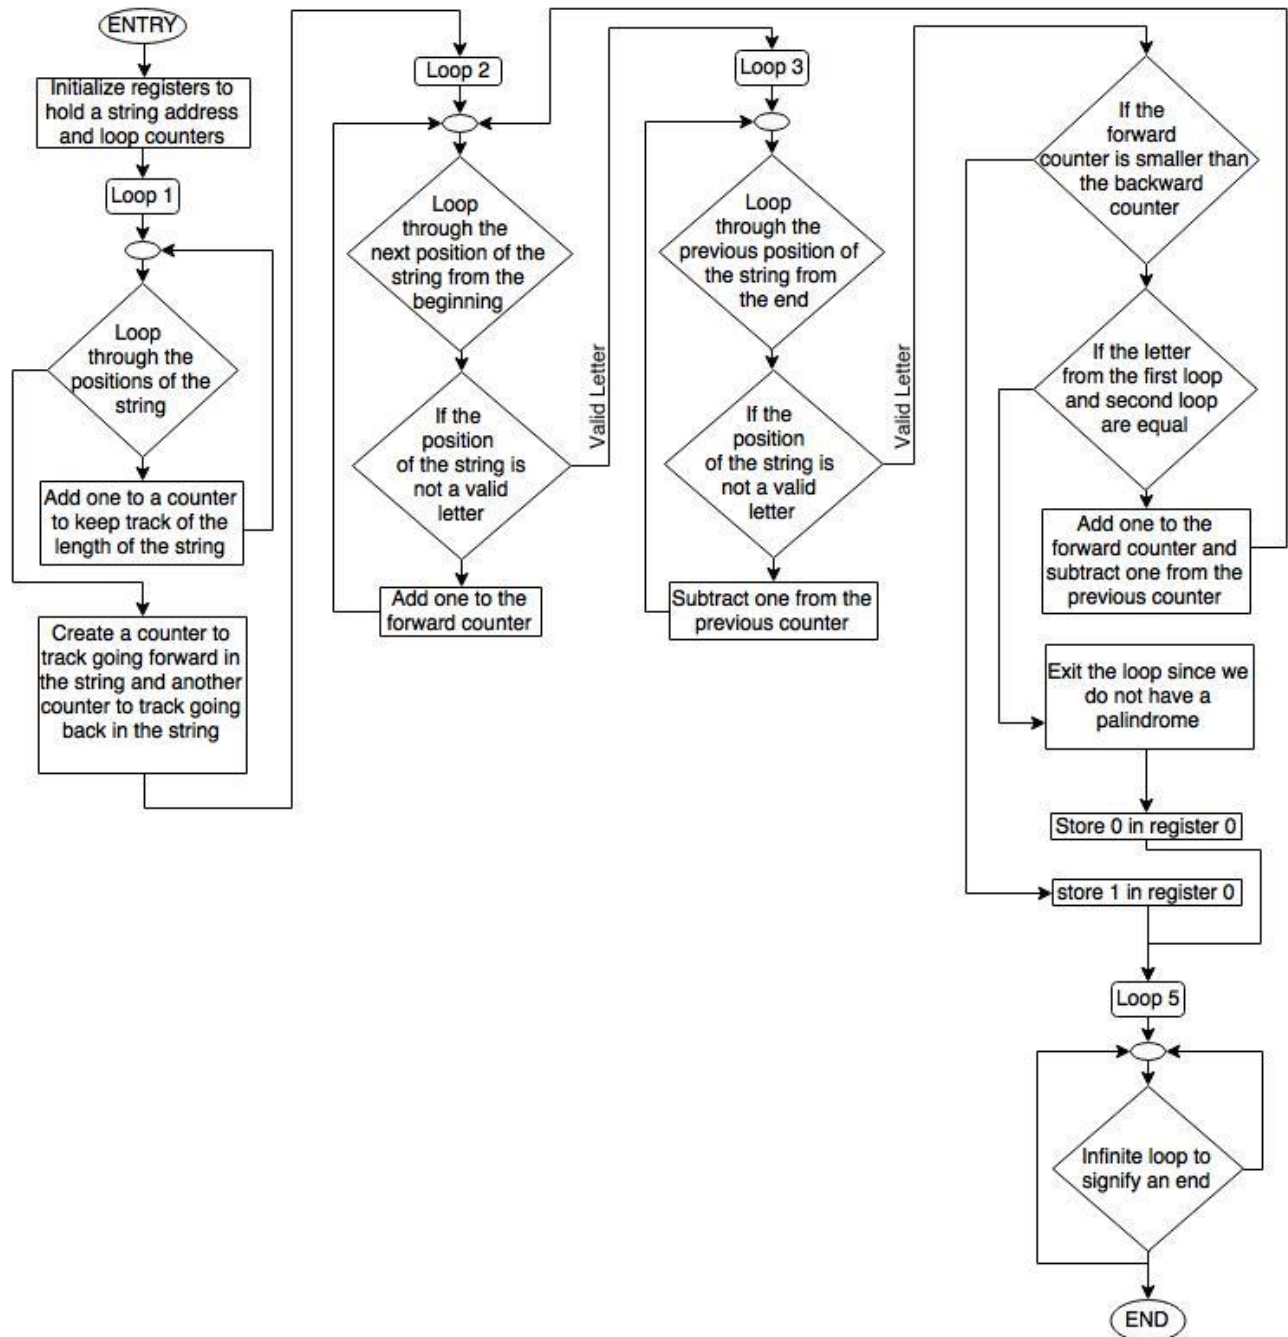 ENTRY
Initialize registers to
hold a string address
and loop counters
Loop 1
Loop
through the
positions of the
string
Add one to a counter
to keep track of the
length of the string
Create a counter to
track going forward in
the string and another
counter to track going
back in the string
Loop 2
Loop
through the
next position of the
string from the
beginning
If the
position
of the string is
not a valid
letter
Valid Letter
Add one to the
forward counter
Loop 3
Loop
through the
previous position of
the string from
the end
If the
position
of the string is
not a valid
letter
Valid Letter
Subtract one from the
previous counter
If the
forward
counter is smaller than
the backward
counter
If the letter
from the first loop
and second loop
are equal
Add one to the
forward counter and
subtract one from the
previous counter
Exit the loop since we
do not have a
palindrome
Store 0 in register 0
store 1 in register 0
Loop 5
Infinite loop to
signify an end
END